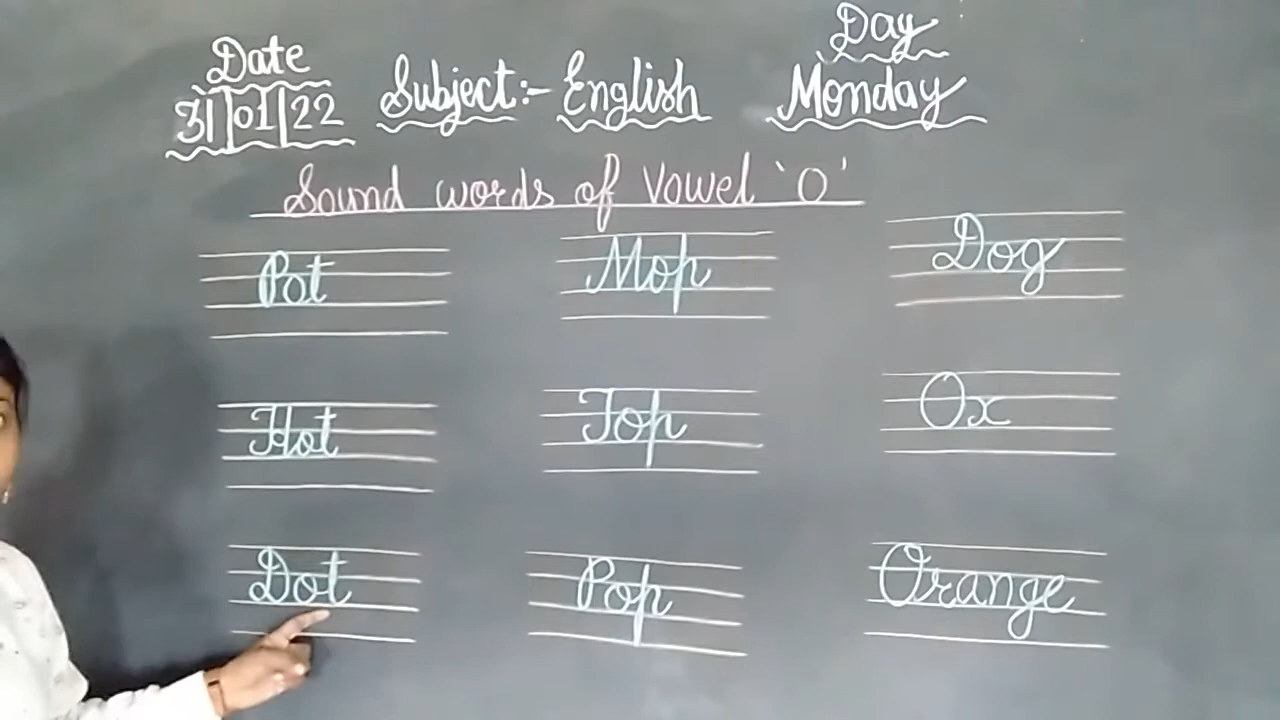 Date
31|01|22
Subject:- English
Day
Monday
Sound words of Vowel 'O'
Pot
Mop
Dog
Hot
Top
Ox
Dot
Pop
Orange